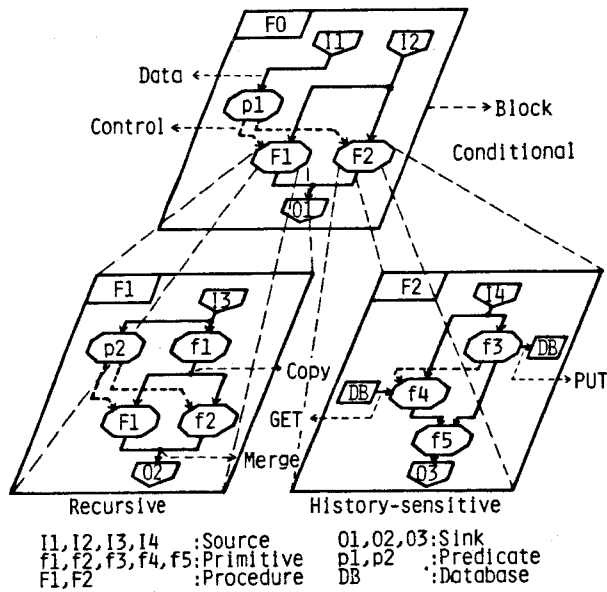 F0
I1
I2
Data
p1
Block
Control
Conditional
F1
F2
O1
F1
I3
p2
f1
Copy
F1
f2
Merge
O2
Recursive
F2
I4
f3
DB
PUT
DB
f4
GET
f5
O3
History-sensitive
I1,I2,I3,I4 :Source
f1,f2,f3,f4,f5:Primitive
F1,F2 :Procedure
O1,O2,O3:Sink
p1,p2 :Predicate
DB :Database